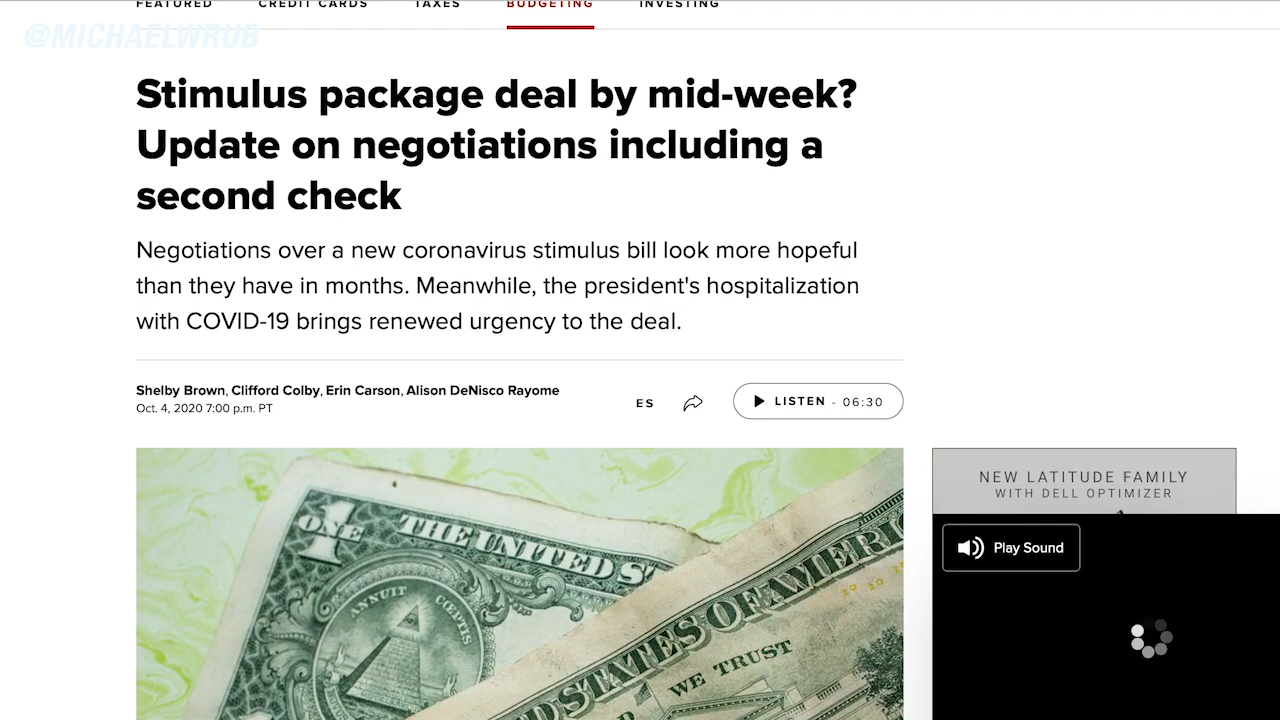 FEATURED CREDIT CARDS TAXES BUDGETING INVESTING
@MICHAELWRUB
Stimulus package deal by mid-week?
Update on negotiations including a
second check
Negotiations over a new coronavirus stimulus bill look more hopeful
than they have in months. Meanwhile, the president's hospitalization
with COVID-19 brings renewed urgency to the deal.
Shelby Brown, Clifford Colby, Erin Carson, Alison DeNisco Rayome
Oct. 4, 2020 7:00 p.m. PT
ES
LISTEN - 06:30
NEW LATITUDE FAMILY
WITH DELL OPTIMIZER
Play Sound
ONE
1
THE UNITED ST
ANNUIT CŒPTIS
STATES OF AMERI
WE TRUST